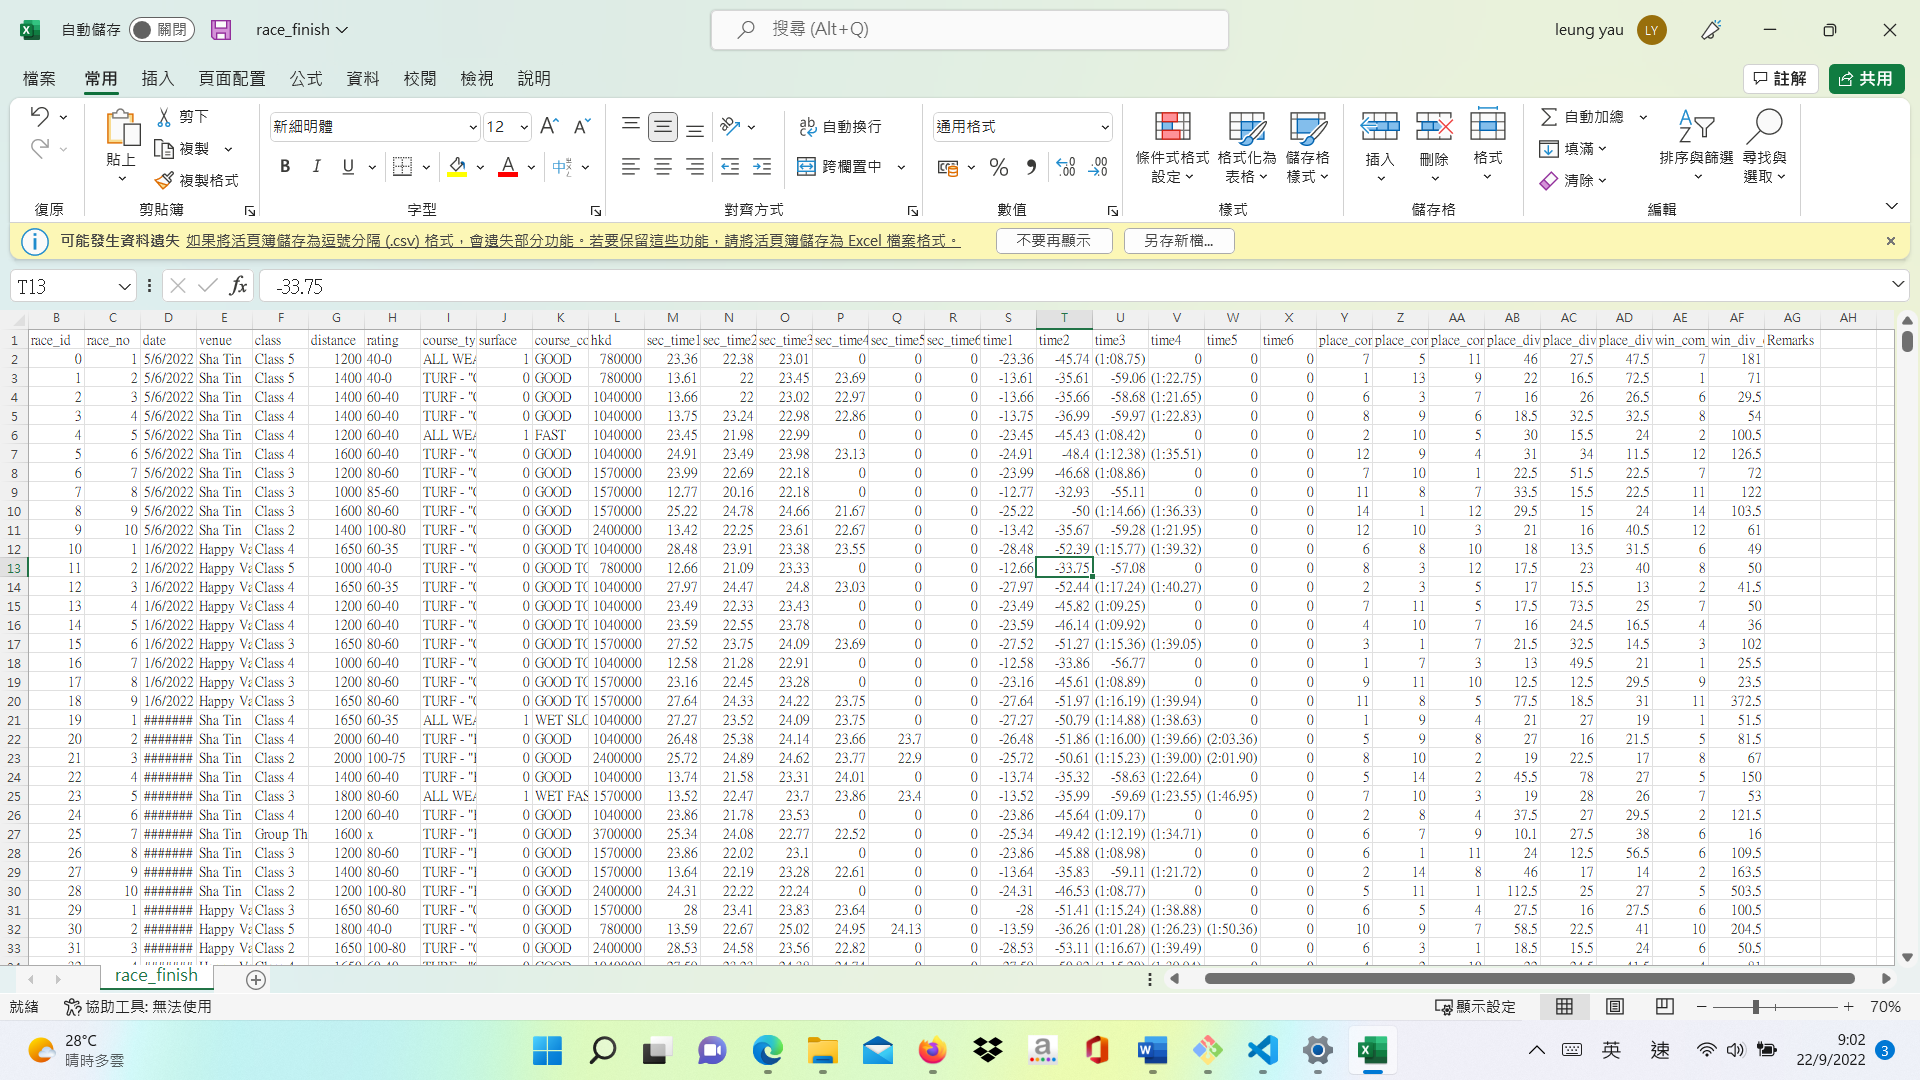 自動儲存 關閉 race_finish 搜尋 (Alt+Q) leung yau LY
檔案 常用 插入 頁面配置 公式 資料 校閱 檢視 說明 註解 共用
剪下 新細明體 12 自動換行 通用格式 自動加總
貼上 複製 B I U 跨欄置中 條件式格式設定 格式化為表格 儲存格樣式 插入 刪除 格式 填滿 排序與篩選 尋找與選取
複製格式 清除
復原 剪貼簿 字型 對齊方式 數值 樣式 儲存格 編輯
可能發生資料遺失 如果將活頁簿儲存為逗號分隔 (.csv) 格式，會遺失部分功能。若要保留這些功能，請將活頁簿儲存為 Excel 檔案格式。 不要再顯示 另存新檔...
T13 fx -33.75
B C D E F G H I J K L M N O P Q R S T U V W X Y Z AA AB AC AD AE AF AG AH
1 race_id race_no date venue class distance rating course_ty surface course_co hkd sec_time1 sec_time2 sec_time3 sec_time4 sec_time5 sec_time6 time1 time2 time3 time4 time5 time6 place_cor place_cor place_cor place_div place_div place_div win_com_ win_div_ Remarks
2 0 1 5/6/2022 Sha Tin Class 5 1200 40-0 ALL WEA 1 GOOD 780000 23.36 22.38 23.01 0 0 0 -23.36 -45.74 (1:08.75) 0 0 0 7 5 11 46 27.5 47.5 7 181
3 1 2 5/6/2022 Sha Tin Class 5 1400 40-0 TURF - "C 0 GOOD 780000 13.61 22 23.45 23.69 0 0 -13.61 -35.61 -59.06 (1:22.75) 0 0 1 13 9 22 16.5 72.5 1 71
4 2 3 5/6/2022 Sha Tin Class 4 1400 60-40 TURF - "C 0 GOOD 1040000 13.66 22 23.02 22.97 0 0 -13.66 -35.66 -58.68 (1:21.65) 0 0 6 3 7 16 26 26.5 6 29.5
5 3 4 5/6/2022 Sha Tin Class 4 1400 60-40 TURF - "C 0 GOOD 1040000 13.75 23.24 22.98 22.86 0 0 -13.75 -36.99 -59.97 (1:22.83) 0 0 8 9 6 18.5 32.5 32.5 8 54
6 4 5 5/6/2022 Sha Tin Class 4 1200 60-40 ALL WEA 1 FAST 1040000 23.45 21.98 22.99 0 0 0 -23.45 -45.43 (1:08.42) 0 0 0 2 10 5 30 15.5 24 2 100.5
7 5 6 5/6/2022 Sha Tin Class 4 1600 60-40 TURF - "C 0 GOOD 1040000 24.91 23.49 23.98 23.13 0 0 -24.91 -48.4 (1:12.38) (1:35.51) 0 0 12 9 4 31 34 11.5 12 126.5
8 6 7 5/6/2022 Sha Tin Class 3 1200 80-60 TURF - "C 0 GOOD 1570000 23.99 22.69 22.18 0 0 0 -23.99 -46.68 (1:08.86) 0 0 0 7 10 1 22.5 51.5 22.5 7 72
9 7 8 5/6/2022 Sha Tin Class 3 1000 85-60 TURF - "C 0 GOOD 1570000 12.77 20.16 22.18 0 0 0 -12.77 -32.93 -55.11 0 0 0 11 8 7 33.5 15.5 22.5 11 122
10 8 9 5/6/2022 Sha Tin Class 3 1600 80-60 TURF - "C 0 GOOD 1570000 25.22 24.78 24.66 21.67 0 0 -25.22 -50 (1:14.66) (1:36.33) 0 0 14 1 12 29.5 15 24 14 103.5
11 9 10 5/6/2022 Sha Tin Class 2 1400 100-80 TURF - "C 0 GOOD 2400000 13.42 22.25 23.61 22.67 0 0 -13.42 -35.67 -59.28 (1:21.95) 0 0 12 10 3 21 16 40.5 12 61
12 10 1 1/6/2022 Happy Va Class 4 1650 60-35 TURF - "C 0 GOOD TO 1040000 28.48 23.91 23.38 23.55 0 0 -28.48 -52.39 (1:15.77) (1:39.32) 0 0 6 8 10 18 13.5 31.5 6 49
13 11 2 1/6/2022 Happy Va Class 5 1000 40-0 TURF - "C 0 GOOD TO 780000 12.66 21.09 23.33 0 0 0 -12.66 -33.75 -57.08 0 0 0 8 3 12 17.5 23 40 8 50
14 12 3 1/6/2022 Happy Va Class 4 1650 60-35 TURF - "C 0 GOOD TO 1040000 27.97 24.47 24.8 23.03 0 0 -27.97 -52.44 (1:17.24) (1:40.27) 0 0 2 3 5 17 15.5 13 2 41.5
15 13 4 1/6/2022 Happy Va Class 4 1200 60-40 TURF - "C 0 GOOD TO 1040000 23.49 22.33 23.43 0 0 0 -23.49 -45.82 (1:09.25) 0 0 0 7 11 5 17.5 73.5 25 7 50
16 14 5 1/6/2022 Happy Va Class 4 1200 60-40 TURF - "C 0 GOOD TO 1040000 23.59 22.55 23.78 0 0 0 -23.59 -46.14 (1:09.92) 0 0 0 4 10 7 16 24.5 16.5 4 36
17 15 6 1/6/2022 Happy Va Class 3 1650 80-60 TURF - "C 0 GOOD TO 1570000 27.52 23.75 24.09 23.69 0 0 -27.52 -51.27 (1:15.36) (1:39.05) 0 0 3 1 7 21.5 32.5 14.5 3 102
18 16 7 1/6/2022 Happy Va Class 4 1000 60-40 TURF - "C 0 GOOD TO 1040000 12.58 21.28 22.91 0 0 0 -12.58 -33.86 -56.77 0 0 0 1 7 3 13 49.5 21 1 25.5
19 17 8 1/6/2022 Happy Va Class 3 1200 80-60 TURF - "C 0 GOOD TO 1570000 23.16 22.45 23.28 0 0 0 -23.16 -45.61 (1:08.89) 0 0 0 9 11 10 12.5 12.5 29.5 9 23.5
20 18 9 1/6/2022 Happy Va Class 3 1650 80-60 TURF - "C 0 GOOD TO 1570000 27.64 24.33 24.22 23.75 0 0 -27.64 -51.97 (1:16.19) (1:39.94) 0 0 11 8 5 77.5 18.5 31 11 372.5
21 19 1 ####### Sha Tin Class 4 1650 60-35 ALL WEA 1 WET SLO 1040000 27.27 23.52 24.09 23.75 0 0 -27.27 -50.79 (1:14.88) (1:38.63) 0 0 1 9 4 21 27 19 1 51.5
22 20 2 ####### Sha Tin Class 4 2000 60-40 TURF - "I 0 GOOD 1040000 26.48 25.38 24.14 23.66 23.7 0 -26.48 -51.86 (1:16.00) (1:39.66) (2:03.36) 0 5 9 8 27 16 21.5 5 81.5
23 21 3 ####### Sha Tin Class 2 2000 100-75 TURF - "I 0 GOOD 2400000 25.72 24.89 24.62 23.77 22.9 0 -25.72 -50.61 (1:15.23) (1:39.00) (2:01.90) 0 8 10 2 19 22.5 17 8 67
24 22 4 ####### Sha Tin Class 4 1400 60-40 TURF - "I 0 GOOD 1040000 13.74 21.58 23.31 24.01 0 0 -13.74 -35.32 -58.63 (1:22.64) 0 0 5 14 2 45.5 78 27 5 150
25 23 5 ####### Sha Tin Class 3 1800 80-60 ALL WEA 1 WET FAS 1570000 13.52 22.47 23.7 23.86 23.4 0 -13.52 -35.99 -59.69 (1:23.55) (1:46.95) 0 7 10 3 19 28 26 7 53
26 24 6 ####### Sha Tin Class 4 1200 60-40 TURF - "I 0 GOOD 1040000 23.86 21.78 23.53 0 0 0 -23.86 -45.64 (1:09.17) 0 0 0 2 8 4 37.5 27 29.5 2 121.5
27 25 7 ####### Sha Tin Group Th 1600 x TURF - "I 0 GOOD 3700000 25.34 24.08 22.77 22.52 0 0 -25.34 -49.42 (1:12.19) (1:34.71) 0 0 6 7 9 10.1 27.5 38 6 16
28 26 8 ####### Sha Tin Class 3 1200 80-60 TURF - "I 0 GOOD 1570000 23.86 22.02 23.1 0 0 0 -23.86 -45.88 (1:08.98) 0 0 0 6 1 11 24 12.5 56.5 6 109.5
29 27 9 ####### Sha Tin Class 3 1400 80-60 TURF - "I 0 GOOD 1570000 13.64 22.19 23.28 22.61 0 0 -13.64 -35.83 -59.11 (1:21.72) 0 0 2 14 8 46 17 14 2 163.5
30 28 10 ####### Sha Tin Class 2 1200 100-80 TURF - "I 0 GOOD 2400000 24.31 22.22 22.24 0 0 0 -24.31 -46.53 (1:08.77) 0 0 0 5 11 1 112.5 25 27 5 503.5
31 29 1 ####### Happy Va Class 3 1650 80-60 TURF - "C 0 GOOD 1570000 28 23.41 23.83 23.64 0 0 -28 -51.41 (1:15.24) (1:38.88) 0 0 6 5 4 27.5 16 27.5 6 100.5
32 30 2 ####### Happy Va Class 5 1800 40-0 TURF - "C 0 GOOD 780000 13.59 22.67 25.02 24.95 24.13 0 -13.59 -36.26 (1:01.28) (1:26.23) (1:50.36) 0 10 9 7 58.5 22.5 41 10 204.5
33 31 3 ####### Happy Va Class 2 1650 100-80 TURF - "C 0 GOOD 2400000 28.53 24.58 23.56 22.82 0 0 -28.53 -53.11 (1:16.67) (1:39.49) 0 0 6 3 1 18.5 15.5 24 6 50.5
race_finish
就緒 協助工具: 無法使用 顯示設定 70%
28°C 晴時多雲 英 速 9:02 22/9/2022 3